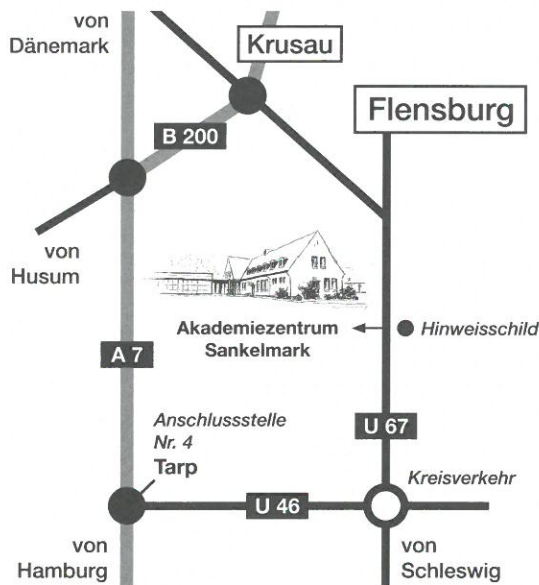 von
Dänemark
Krusau
Flensburg
B 200
von
Husum
Akademiezentrum
Sankelmark
Hinweisschild
A 7
Anschlussstelle
Nr. 4
Tarp
U 67
Kreisverkehr
U 46
von
Hamburg
von
Schleswig